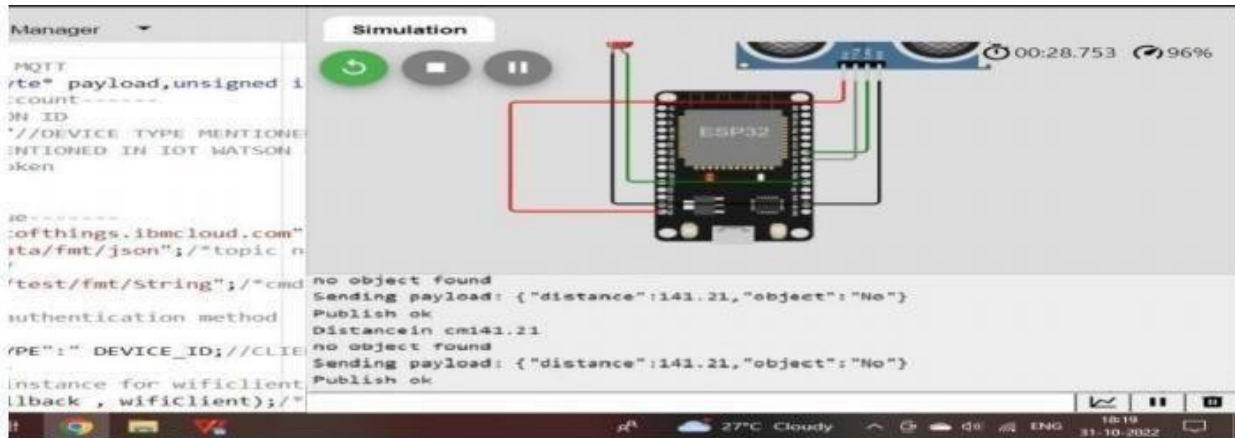 Manager
MQTT
yte* payload,unsigned i
ccount------
ON ID
"//DEVICE TYPE MENTIONE
ENTIONED IN IOT WATSON
oken
ue-------
tofthings.ibmcloud.com"
ata/fmt/json";/*topic n
/test/fmt/String";/*cmd
authentication method
YPE":" DEVICE_ID;//CLIE
instance for wificlient
llback , wifiClient);/*
Simulation
00:28.753
96%
ESP32
no object found
Sending payload: {"distance":141.21,"object":"No"}
Publish ok
Distancein cm141.21
no object found
Sending payload: {"distance":141.21,"object":"No"}
Publish ok
27°C Cloudy
ENG
18:19
31-10-2022